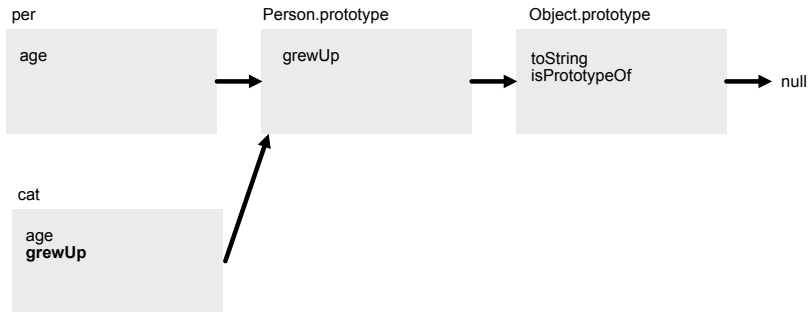 per
Person.prototype
Object.prototype
age
grewUp
toString
isPrototypeOf
null
cat
age
grewUp